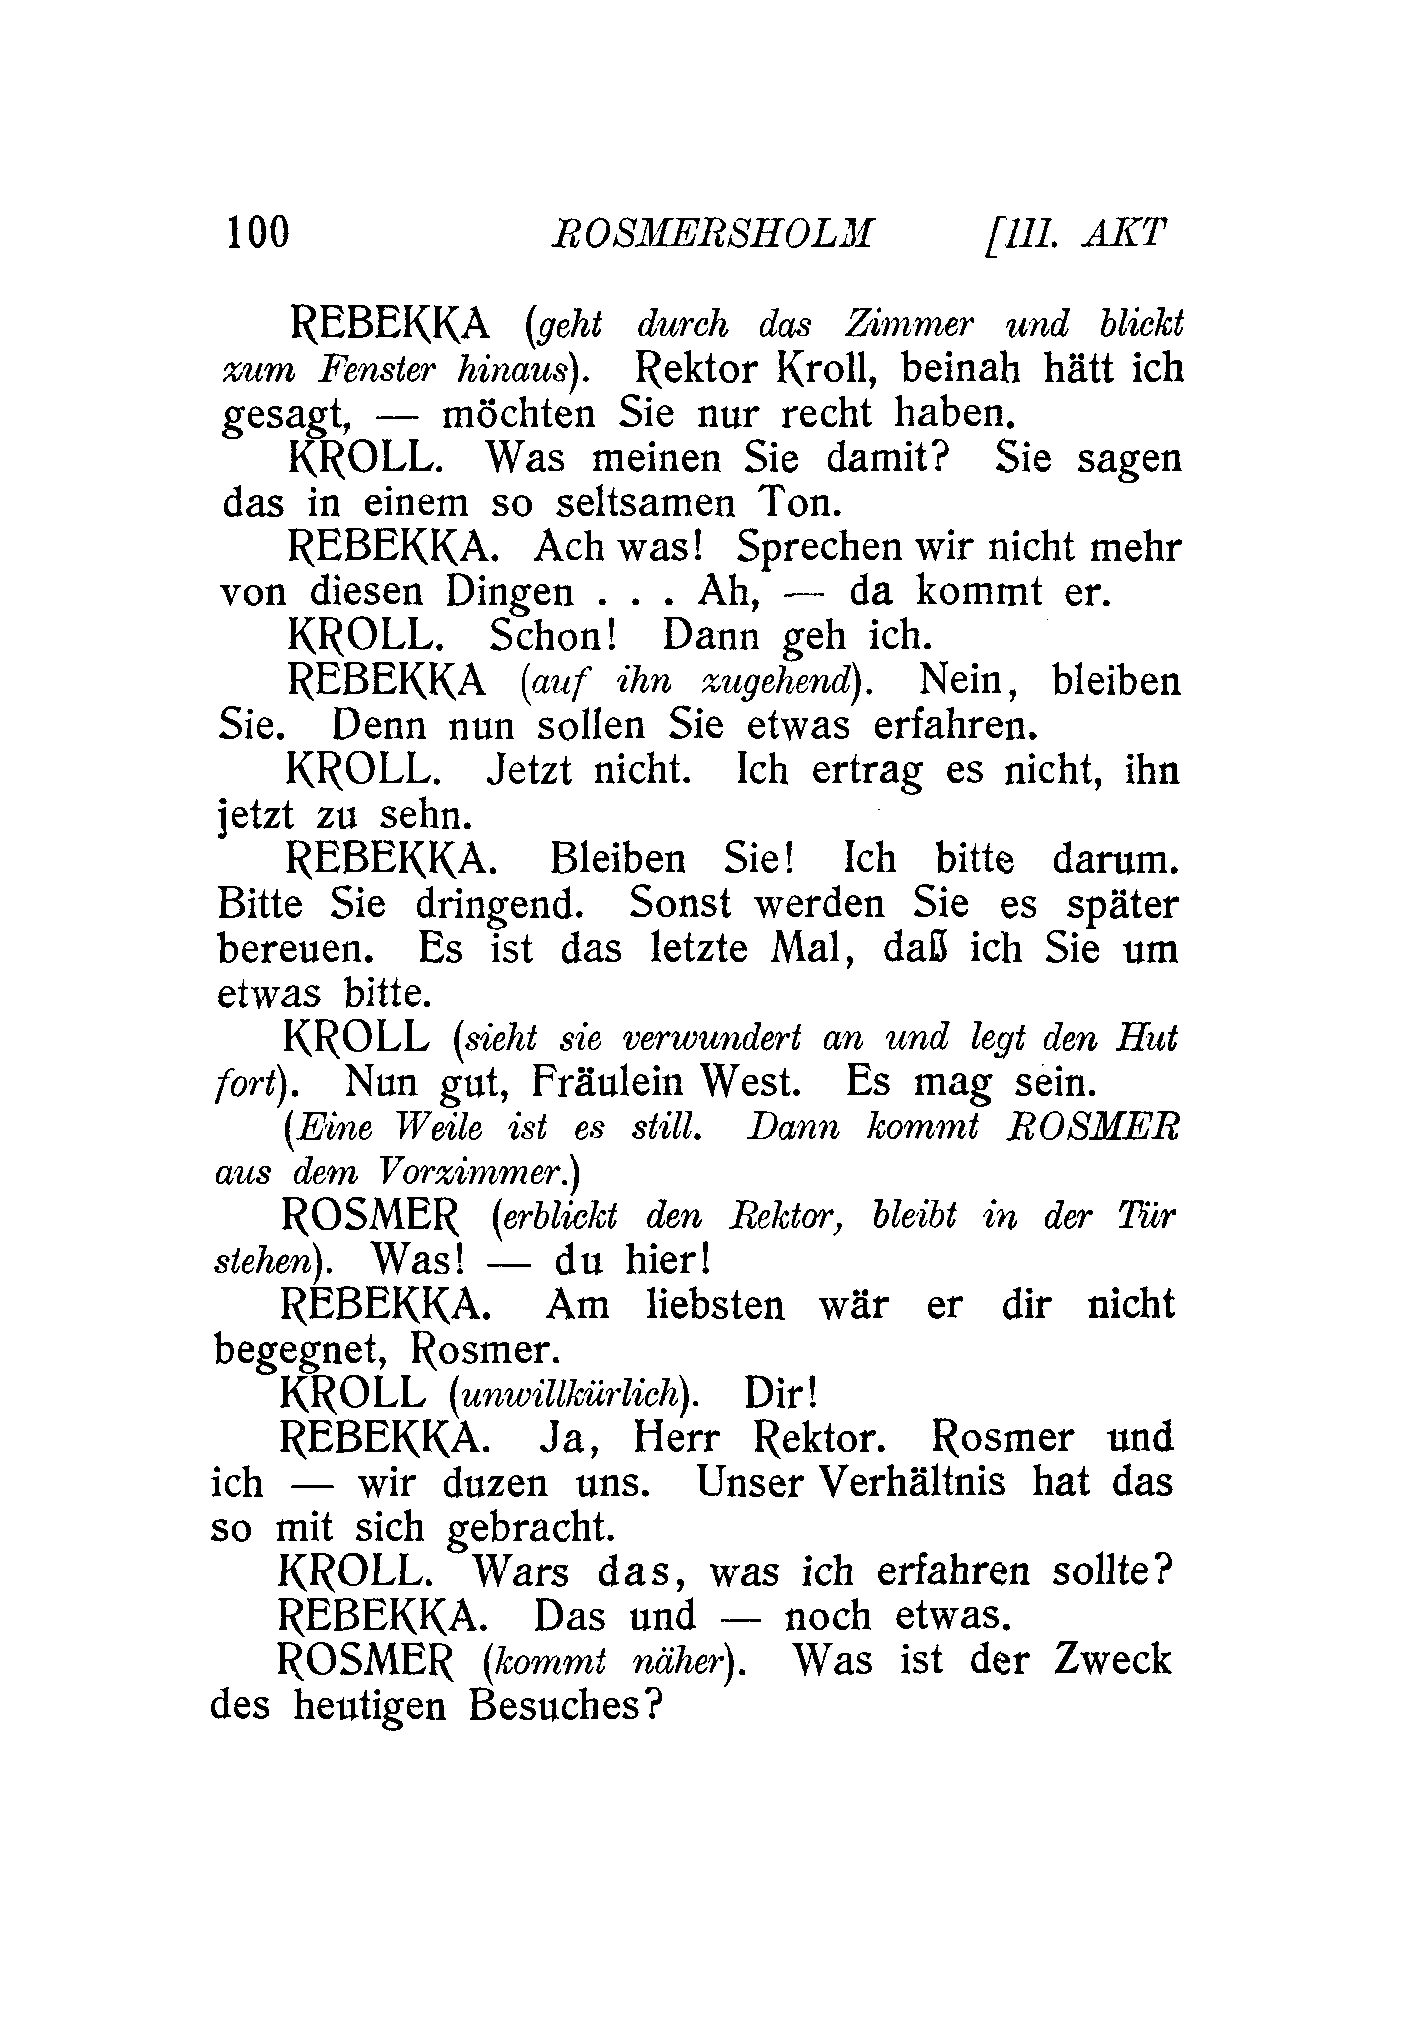 100 ROSMERSHOLM [III. AKT
REBEKKA (geht durch das Zimmer und blickt
zum Fenster hinaus). Rektor Kroll, beinah hätt ich
gesagt, — möchten Sie nur recht haben.
KROLL. Was meinen Sie damit? Sie sagen
das in einem so seltsamen Ton.
REBEKKA. Ach was! Sprechen wir nicht mehr
von diesen Dingen . . . Ah, — da kommt er.
KROLL. Schon! Dann geh ich.
REBEKKA (auf ihn zugehend). Nein, bleiben
Sie. Denn nun sollen Sie etwas erfahren.
KROLL. Jetzt nicht. Ich ertrag es nicht, ihn
jetzt zu sehn.
REBEKKA. Bleiben Sie! Ich bitte darum.
Bitte Sie dringend. Sonst werden Sie es später
bereuen. Es ist das letzte Mal, daß ich Sie um
etwas bitte.
KROLL (sieht sie verwundert an und legt den Hut
fort). Nun gut, Fräulein West. Es mag sein.
(Eine Weile ist es still. Dann kommt ROSMER
aus dem Vorzimmer.)
ROSMER (erblickt den Rektor, bleibt in der Tür
stehen). Was! — du hier!
REBEKKA. Am liebsten wär er dir nicht
begegnet, Rosmer.
KROLL (unwillkürlich). Dir!
REBEKKA. Ja, Herr Rektor. Rosmer und
ich — wir duzen uns. Unser Verhältnis hat das
so mit sich gebracht.
KROLL. Wars das, was ich erfahren sollte?
REBEKKA. Das und — noch etwas.
ROSMER (kommt näher). Was ist der Zweck
des heutigen Besuches?